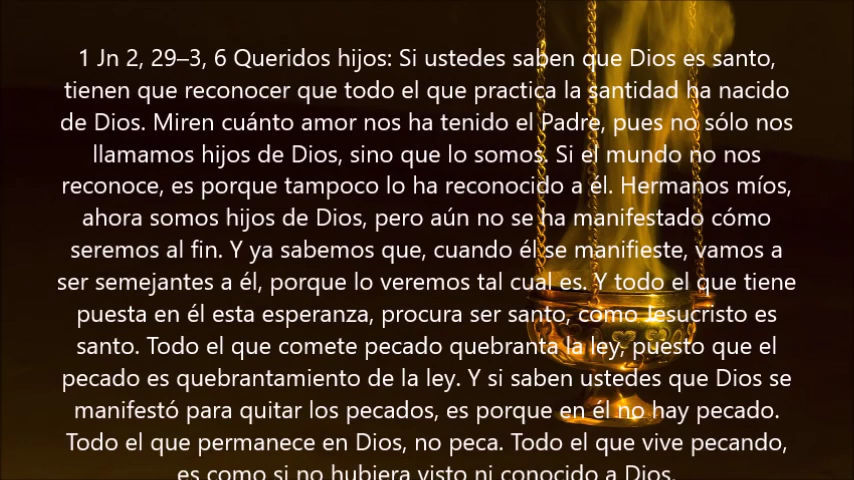 1 Jn 2, 29–3, 6 Queridos hijos: Si ustedes saben que Dios es santo,
tienen que reconocer que todo el que practica la santidad ha nacido
de Dios. Miren cuánto amor nos ha tenido el Padre, pues no sólo nos
llamamos hijos de Dios, sino que lo somos. Si el mundo no nos
reconoce, es porque tampoco lo ha reconocido a él. Hermanos míos,
ahora somos hijos de Dios, pero aún no se ha manifestado cómo
seremos al fin. Y ya sabemos que, cuando él se manifieste, vamos a
ser semejantes a él, porque lo veremos tal cual es. Y todo el que tiene
puesta en él esta esperanza, procura ser santo, como Jesucristo es
santo. Todo el que comete pecado quebranta la ley, puesto que el
pecado es quebrantamiento de la ley. Y si saben ustedes que Dios se
manifestó para quitar los pecados, es porque en él no hay pecado.
Todo el que permanece en Dios, no peca. Todo el que vive pecando,
es como si no hubiera visto ni conocido a Dios.